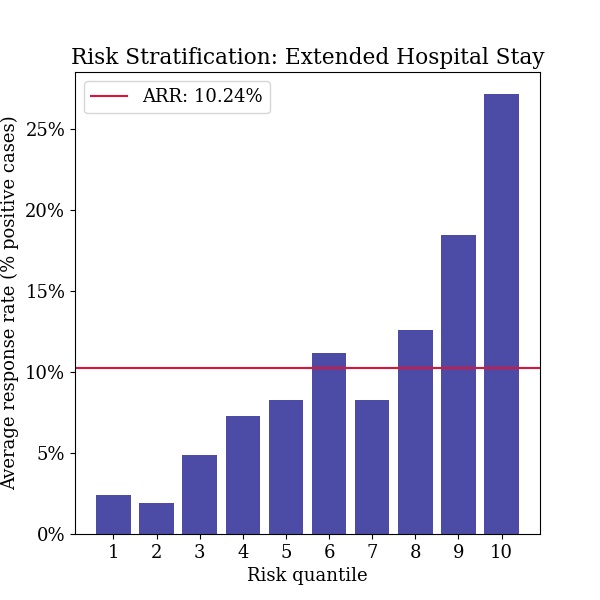 Risk Stratification: Extended Hospital Stay
ARR: 10.24%
Average response rate (% positive cases)
25%
20%
15%
10%
5%
0%
1 2 3 4 5 6 7 8 9 10
Risk quantile